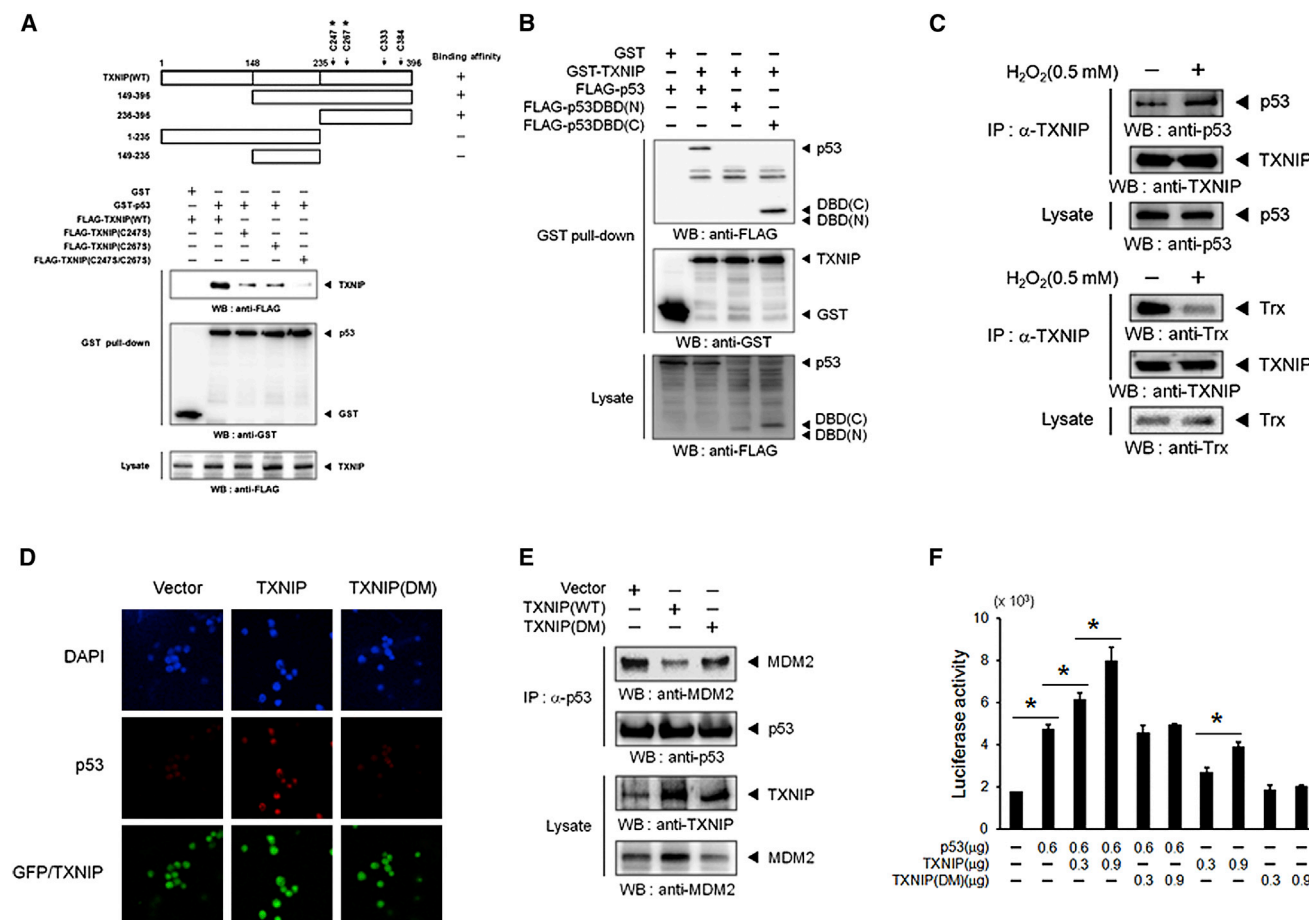 A
C247 *
C267 *
C333
C384
1 148 235 396 Binding affinity
TXNIP(WT) +
149-396 +
236-396 +
1-235 −
149-235 −
GST + − − − −
GST-p53 − + + + +
FLAG-TXNIP(WT) + + − − −
FLAG-TXNIP(C247S) − − + − −
FLAG-TXNIP(C267S) − − − + −
FLAG-TXNIP(C247S/C267S) − − − − +
GST pull-down
TXNIP
WB : anti-FLAG
p53
GST
WB : anti-GST
Lysate
TXNIP
WB : anti-FLAG
B
GST + − − −
GST-TXNIP − + + +
FLAG-p53 + + − −
FLAG-p53DBD(N) − − + −
FLAG-p53DBD(C) − − − +
GST pull-down
p53
DBD(C)
DBD(N)
WB : anti-FLAG
TXNIP
GST
WB : anti-GST
Lysate
p53
DBD(C)
DBD(N)
WB : anti-FLAG
C
H₂O₂(0.5 mM) − +
IP : α-TXNIP
p53
WB : anti-p53
TXNIP
WB : anti-TXNIP
Lysate
p53
WB : anti-p53
H₂O₂(0.5 mM) − +
IP : α-TXNIP
Trx
WB : anti-Trx
TXNIP
WB : anti-TXNIP
Lysate
Trx
WB : anti-Trx
D
Vector TXNIP TXNIP(DM)
DAPI
p53
GFP/TXNIP
E
Vector + − −
TXNIP(WT) − + −
TXNIP(DM) − − +
IP : α-p53
MDM2
WB : anti-MDM2
p53
WB : anti-p53
Lysate
TXNIP
WB : anti-TXNIP
MDM2
WB : anti-MDM2
F
(x 10³)
Luciferase activity
10
8
6
4
2
0
* * * *
p53(μg) − 0.6 0.6 0.6 0.6 0.6 − − − −
TXNIP(μg) − − 0.3 0.9 − − 0.3 0.9 − −
TXNIP(DM)(μg) − − − − 0.3 0.9 − − 0.3 0.9